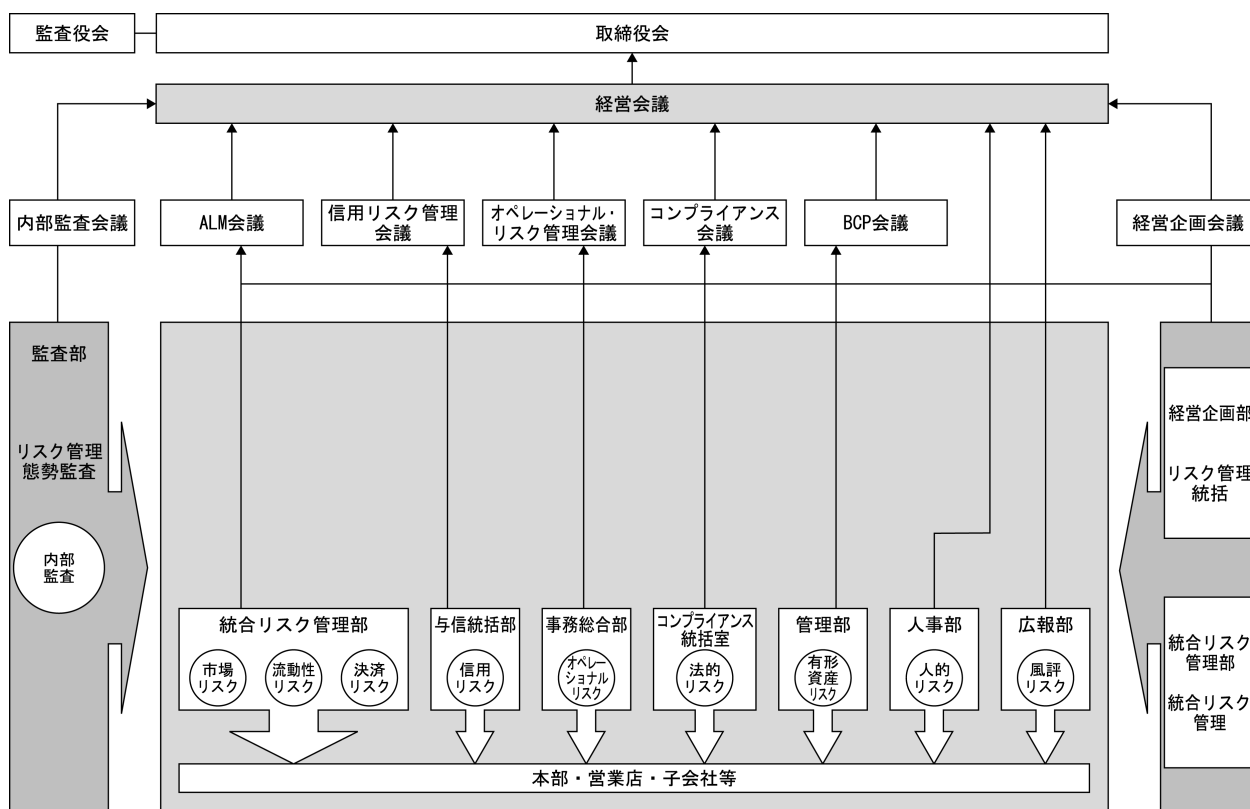 監査役会
取締役会
経営会議
内部監査会議
ALM会議
信用リスク管理
会議
オペレーショナル・
リスク管理会議
コンプライアンス
会議
BCP会議
経営企画会議
監査部
リスク管理
態勢監査
内部
監査
統合リスク管理部
市場
リスク
流動性
リスク
決済
リスク
与信統括部
信用
リスク
事務総合部
オペレー
ショナル
リスク
コンプライアンス
統括室
法的
リスク
管理部
有形
資産
リスク
人事部
人的
リスク
広報部
風評
リスク
本部・営業店・子会社等
経営企画部
リスク管理
統括
統合リスク
管理部
統合リスク
管理